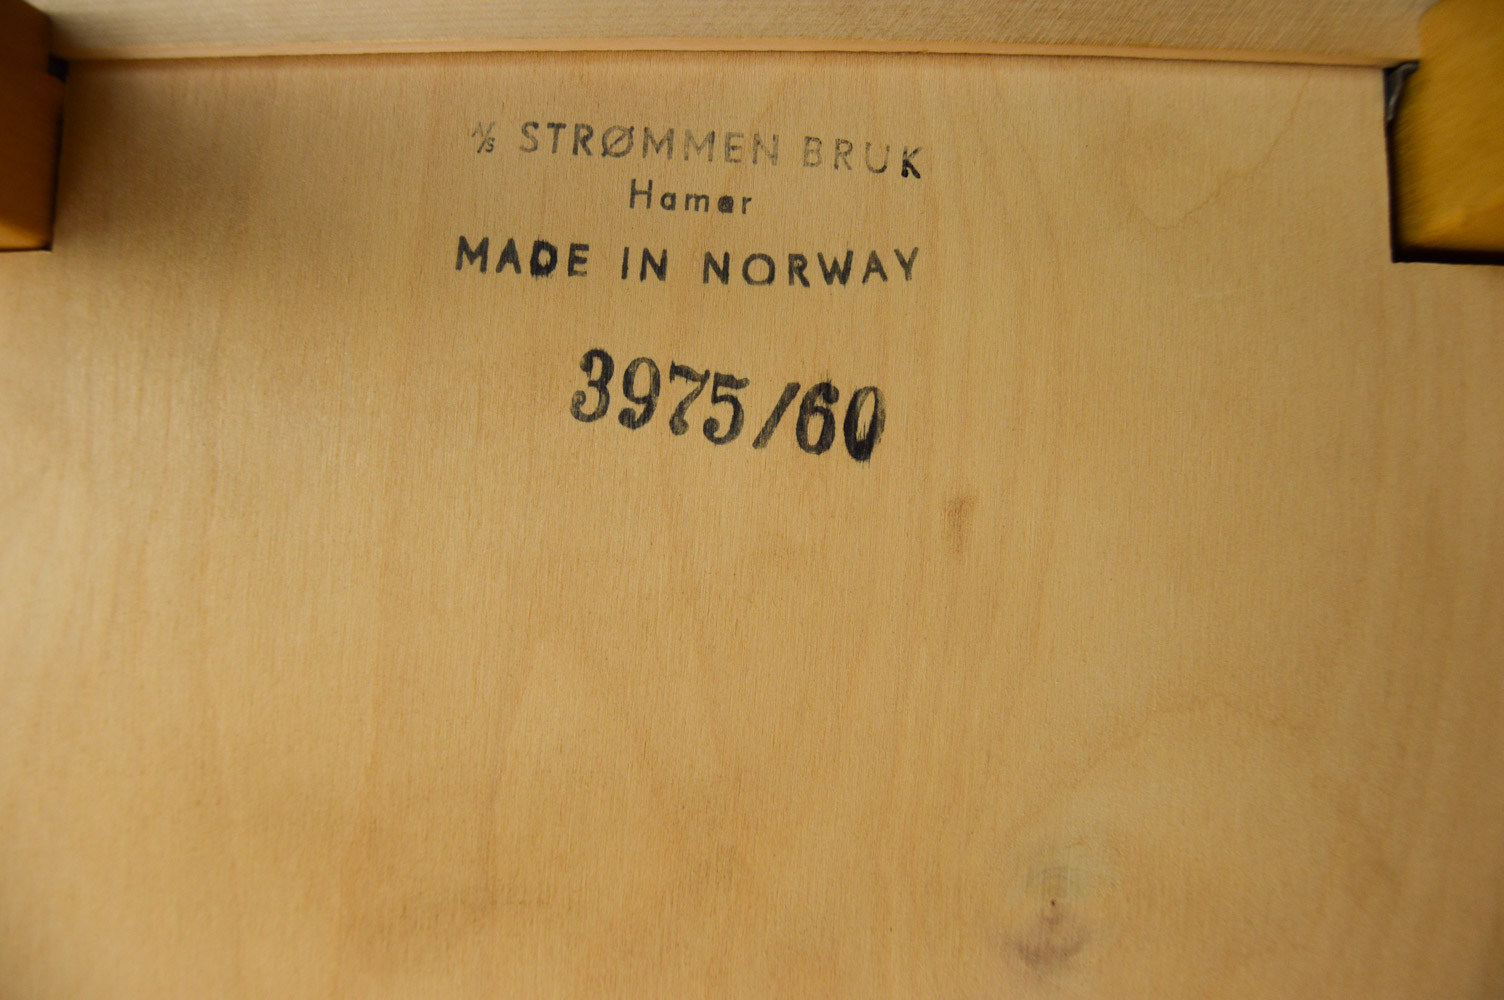 A/S STRØMMEN BRUK
Hamar
MADE IN NORWAY
3975/60